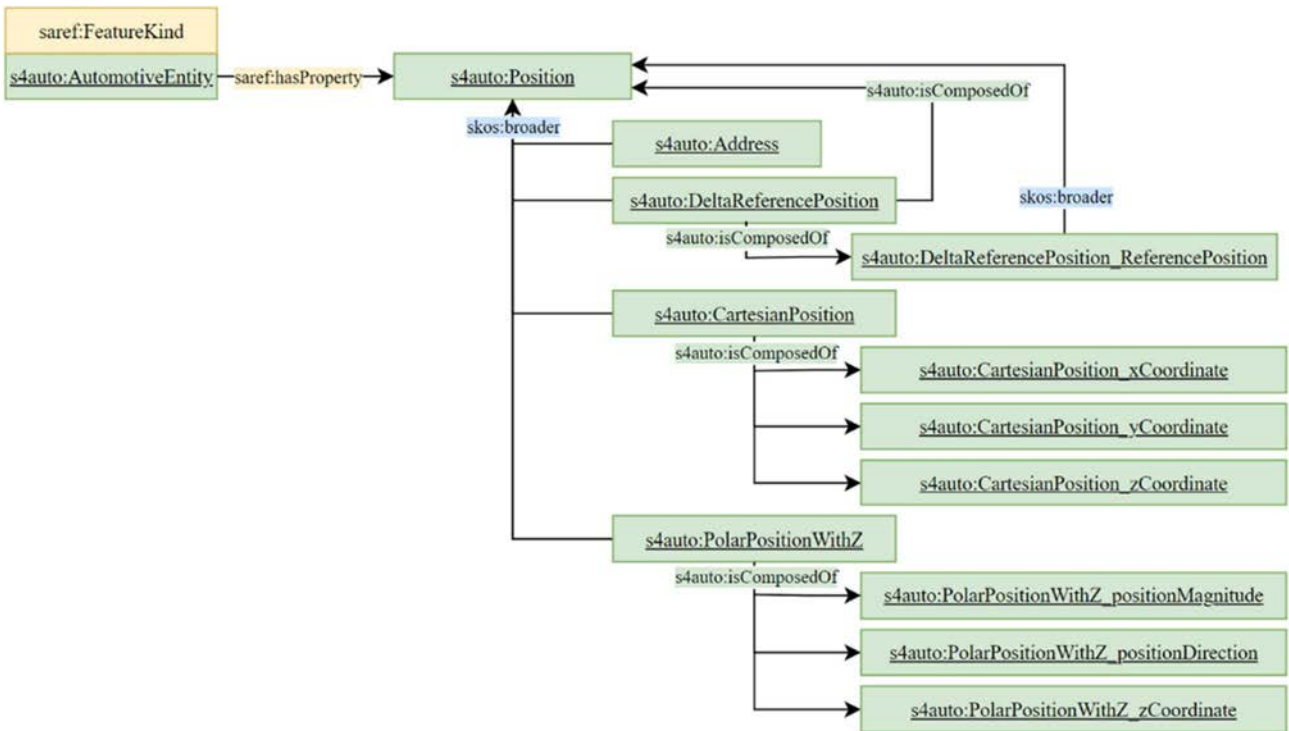 saref:FeatureKind
s4auto:AutomotiveEntity
saref:hasProperty
s4auto:Position
s4auto:isComposedOf
skos:broader
s4auto:Address
s4auto:DeltaReferencePosition
skos:broader
s4auto:isComposedOf
s4auto:DeltaReferencePosition_ReferencePosition
s4auto:CartesianPosition
s4auto:isComposedOf
s4auto:CartesianPosition_xCoordinate
s4auto:CartesianPosition_yCoordinate
s4auto:CartesianPosition_zCoordinate
s4auto:PolarPositionWithZ
s4auto:isComposedOf
s4auto:PolarPositionWithZ_positionMagnitude
s4auto:PolarPositionWithZ_positionDirection
s4auto:PolarPositionWithZ_zCoordinate